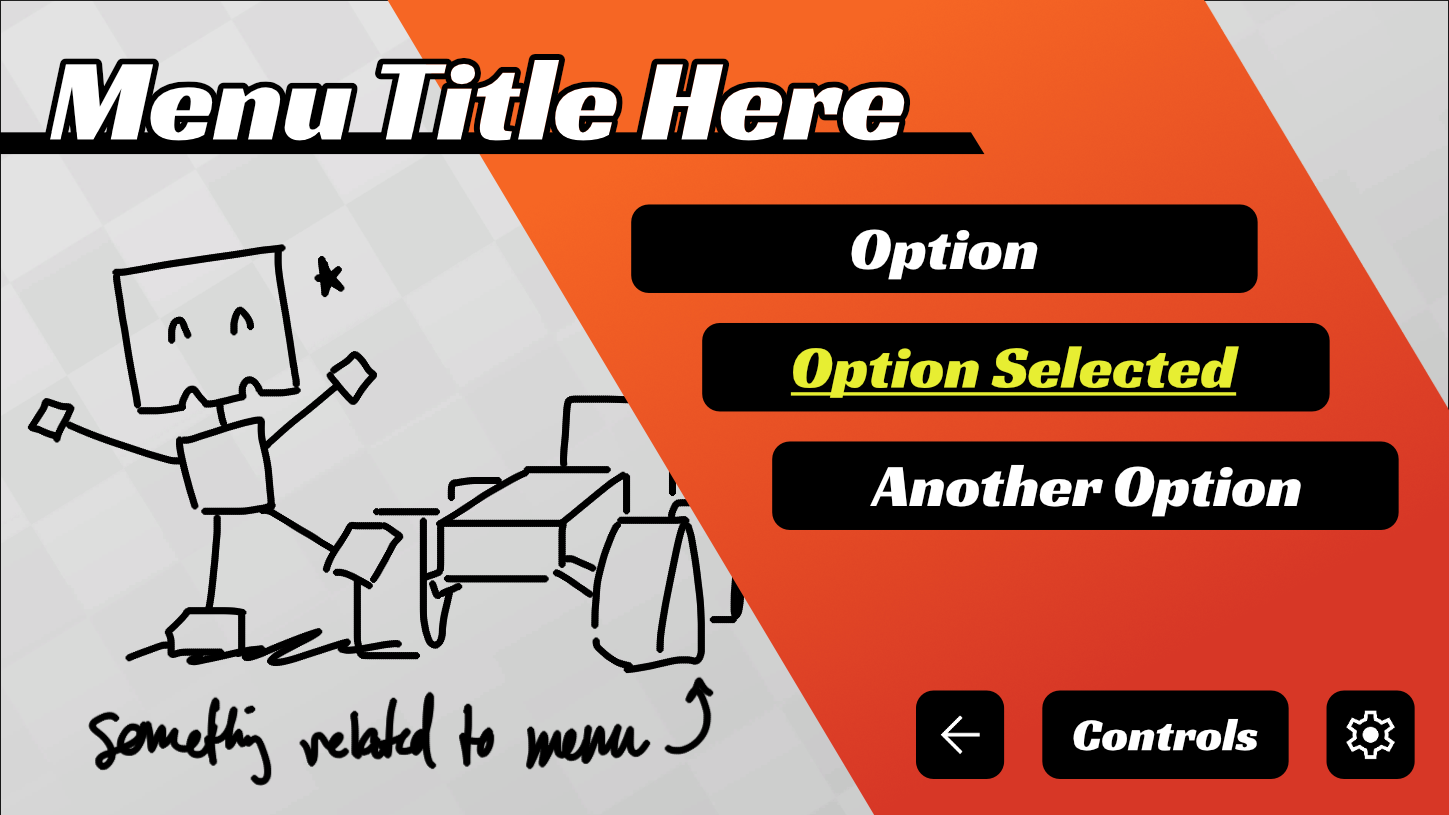 Menu Title Here
Option
Option Selected
Another Option
something related to menu
Controls